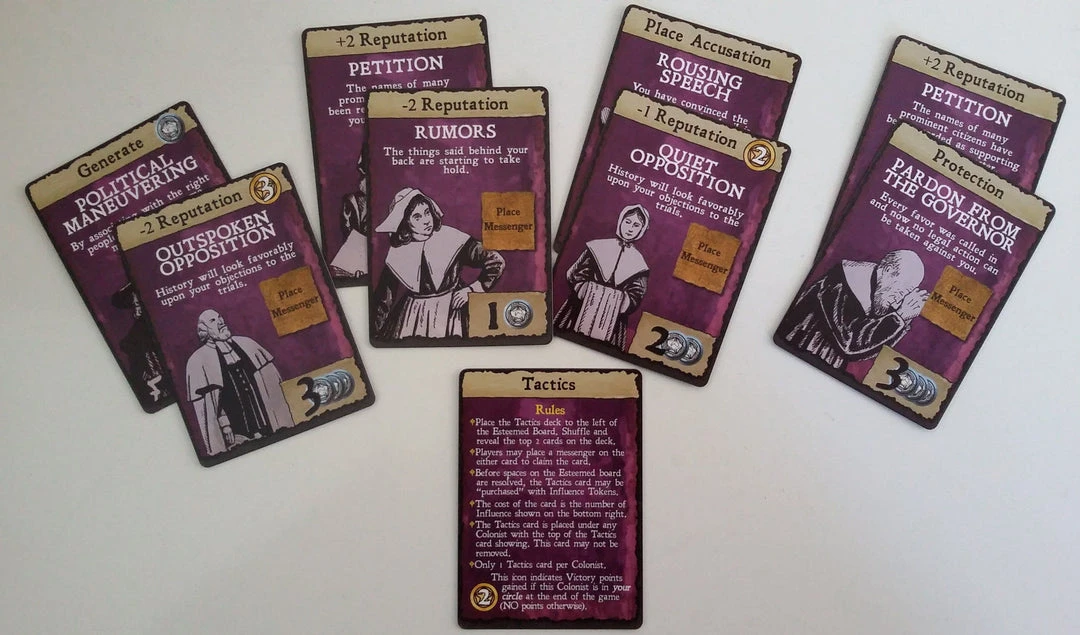 Generate
POLITICAL
MANEUVERING
with the right
-2 Reputation
3
OUTSPOKEN
OPPOSITION
History will look favorably
upon your objections to the
trials.
Place
Messenger
3
+2 Reputation
PETITION
The names of many
-2 Reputation
RUMORS
The things said behind your
back are starting to take
hold.
Place
Messenger
1
Place Accusation
ROUSING
SPEECH
You have convinced the
-1 Reputation
2
QUIET
OPPOSITION
History will look favorably
upon your objections to the
trials.
Place
Messenger
2
+2 Reputation
PETITION
The names of many
prominent citizens have
as supporting
Protection
PARDON FROM
THE GOVERNOR
Every favor was called in
and now no legal action can
be taken against you.
Place
Messenger
3
Tactics
Rules
Place the Tactics deck to the left of
the Esteemed Board. Shuffle and
reveal the top 2 cards on the deck.
Players may place a messenger on the
either card to claim the card.
Before spaces on the Esteemed board
are resolved, the Tactics card may be
"purchased" with Influence Tokens.
The cost of the card is the number of
Influence shown on the bottom right.
The Tactics card is placed under any
Colonist with the top of the Tactics
card showing. This card may not be
removed.
Only 1 Tactics card per Colonist.
This icon indicates Victory points
gained if this Colonist is in your
2 circle at the end of the game
(NO points otherwise).